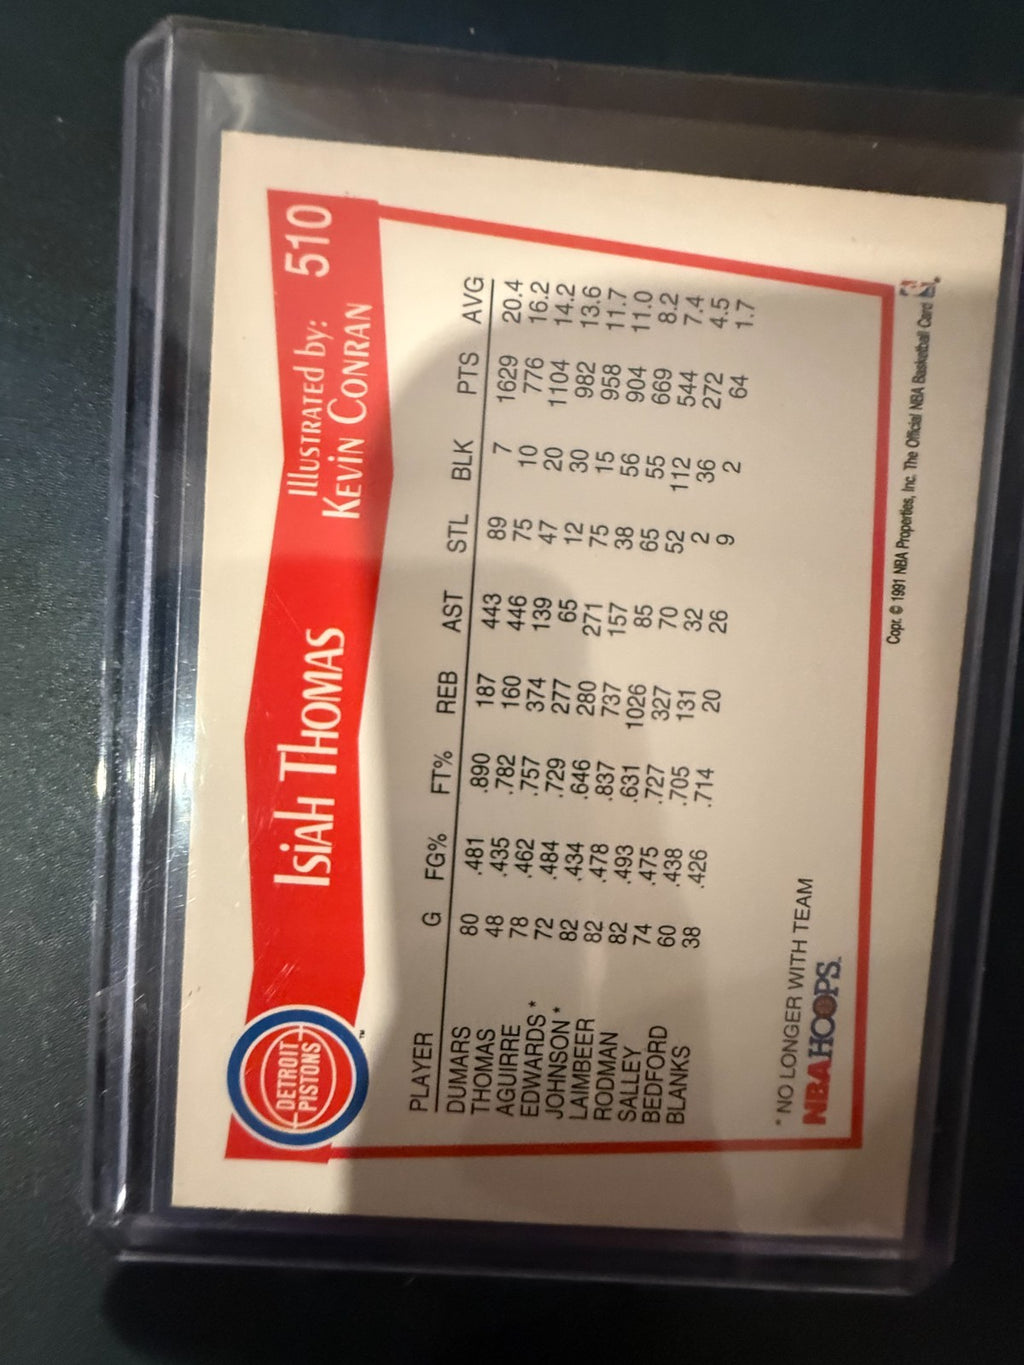 DETROIT
PISTONS
™
Isiah Thomas
Illustrated by:
Kevin Conran
510
PLAYER G FG% FT% REB AST STL BLK PTS AVG
DUMARS 80 .481 .890 187 443 89 7 1629 20.4
THOMAS 48 .435 .782 160 446 75 10 776 16.2
AGUIRRE 78 .462 .757 374 139 47 20 1104 14.2
EDWARDS * 72 .484 .729 277 65 12 30 982 13.6
JOHNSON * 82 .434 .646 280 271 75 15 958 11.7
LAIMBEER 82 .478 .837 737 157 38 56 904 11.0
RODMAN 82 .493 .631 1026 85 65 55 669 8.2
SALLEY 74 .475 .727 327 70 52 112 544 7.4
BEDFORD 60 .438 .705 131 32 2 36 272 4.5
BLANKS 38 .426 .714 20 26 9 2 64 1.7
* NO LONGER WITH TEAM
NBA HOOPS
Copr. © 1991 NBA Properties, Inc. The Official NBA Basketball Card